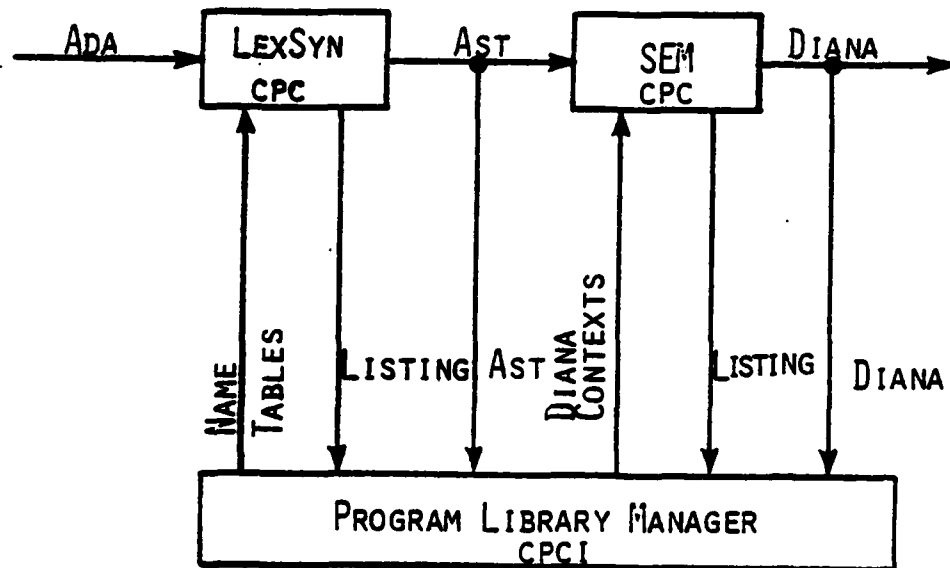 ADA
LEXSYN
CPC
AST
SEM
CPC
DIANA
NAME
TABLES
LISTING
AST
DIANA
CONTEXTS
LISTING
DIANA
PROGRAM LIBRARY MANAGER
CPCI